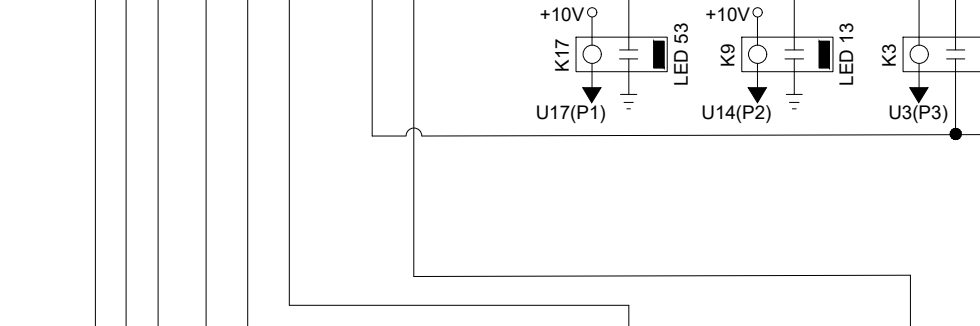 +10V
+10V
K17
LED 53
K9
LED 13
K3
U17(P1)
U14(P2)
U3(P3)